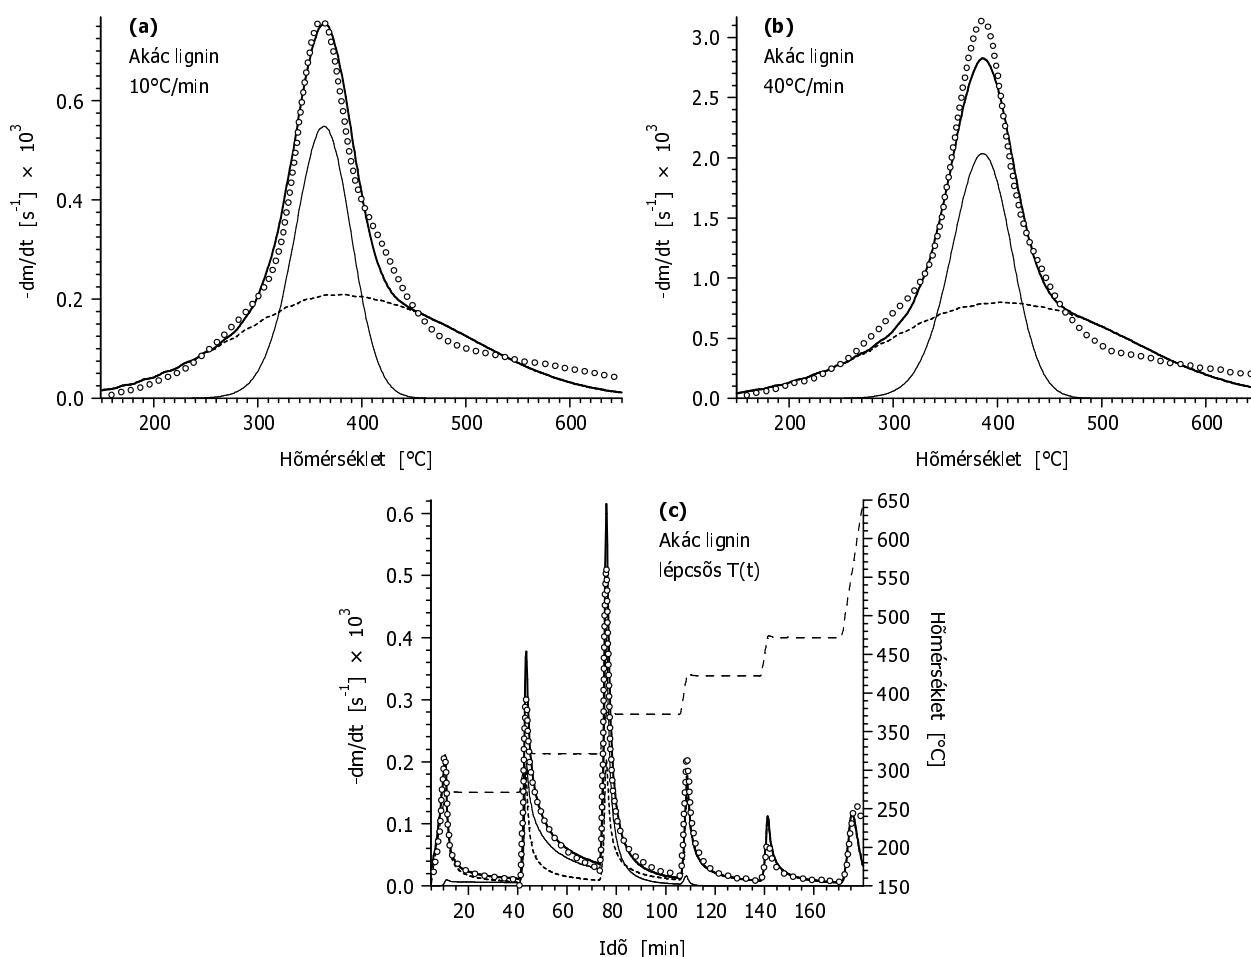 (a)
Akác lignin
10°C/min
-dm/dt [s⁻¹] × 10³
0.6
0.4
0.2
0.0
200 300 400 500 600
Hõmérséklet [°C]
(b)
Akác lignin
40°C/min
-dm/dt [s⁻¹] × 10³
3.0
2.5
2.0
1.5
1.0
0.5
0.0
200 300 400 500 600
Hõmérséklet [°C]
(c)
Akác lignin
lépcsõs T(t)
-dm/dt [s⁻¹] × 10³
0.6
0.5
0.4
0.3
0.2
0.1
0.0
20 40 60 80 100 120 140 160
Idõ [min]
650
600
550
500
450
400
350
300
250
200
150
Hõmérséklet [°C]